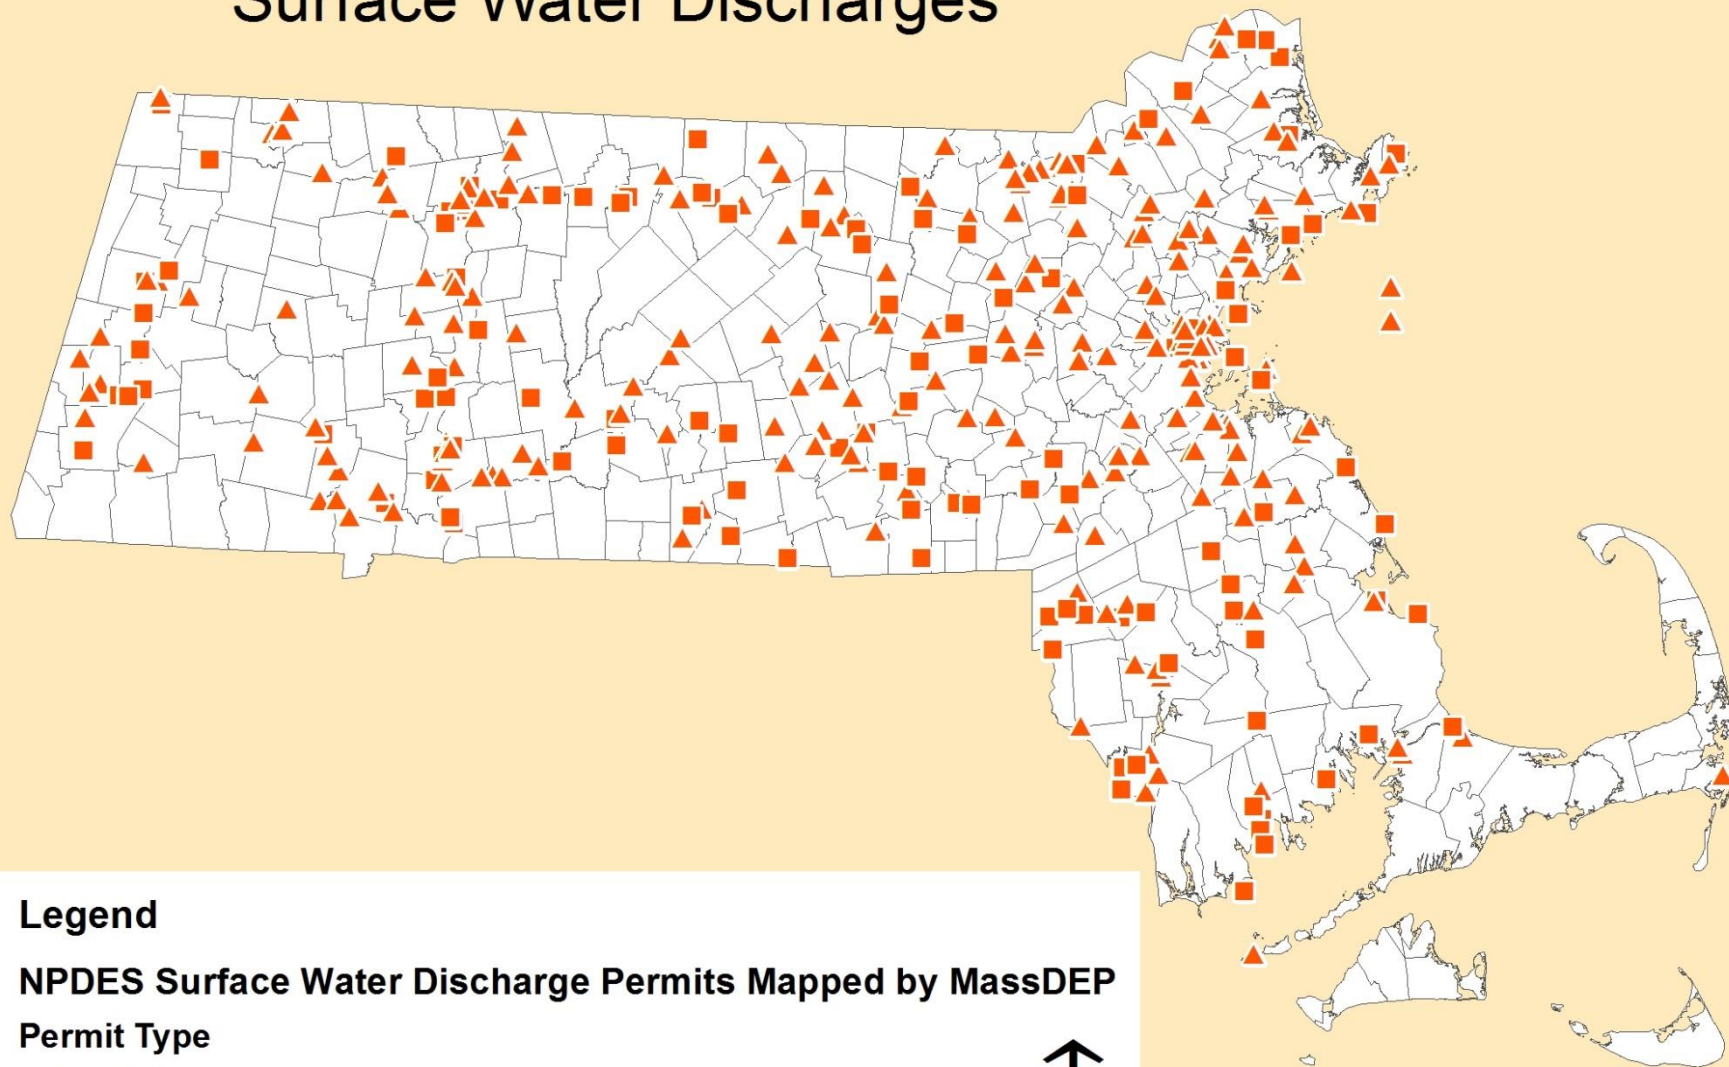 Surface Water Discharges
Legend
NPDES Surface Water Discharge Permits Mapped by MassDEP
Permit Type